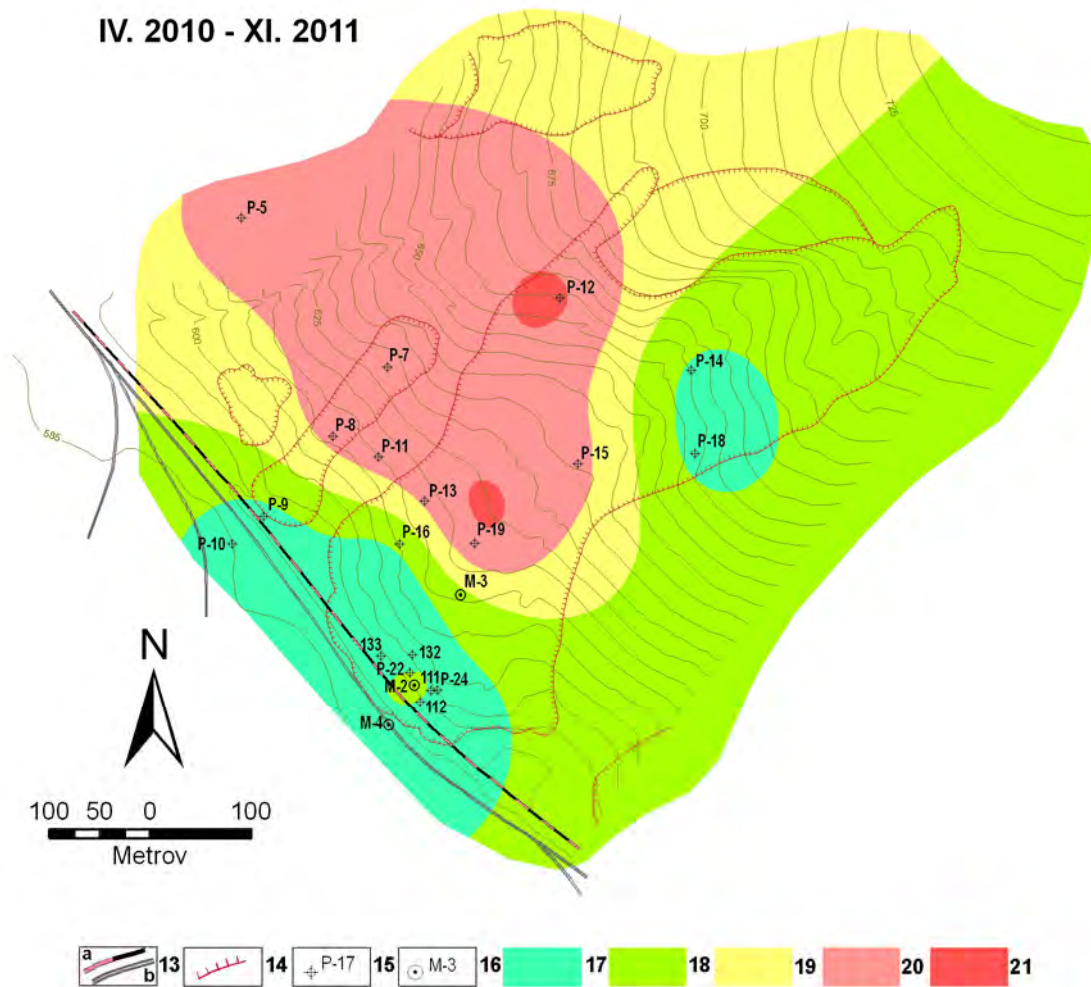 IV. 2010 - XI. 2011
700
725
675
P-5
650
P-12
625
600
P-7
P-14
585
P-8
P-11
P-15
P-18
P-13
P-9
P-10
P-16
P-19
M-3
N
133
132
P-22
M-2
111
P-24
112
M-4
100 50 0 100
Metrov
a
b
13
14
P-17
15
M-3
16
17
18
19
20
21